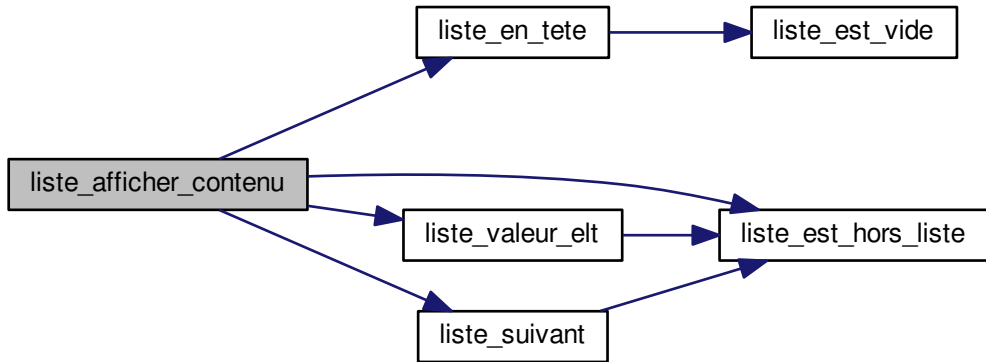 liste_en_tete
liste_est_vide
liste_afficher_contenu
liste_valeur_elt
liste_est_hors_liste
liste_suivant